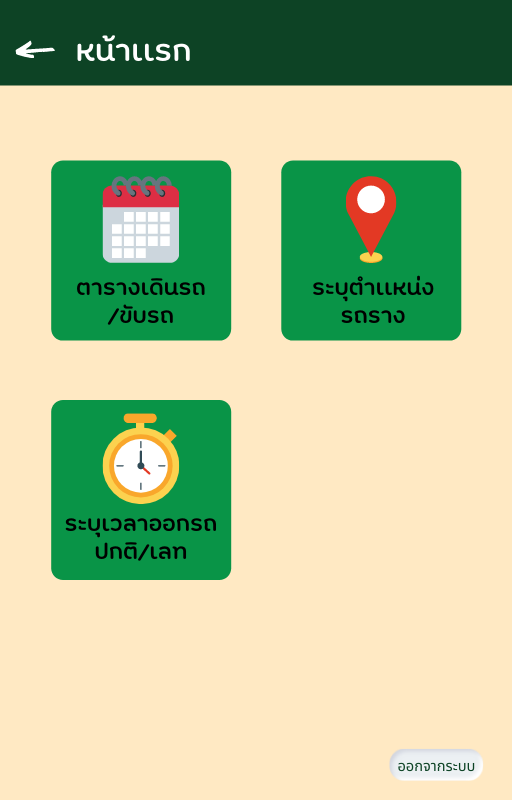 หน้าแรก
ตารางเดินรถ
/ขับรถ
ระบุตำแหน่ง
รถราง
ระบุเวลาออกรถ
ปกติ/เลท
ออกจากระบบ